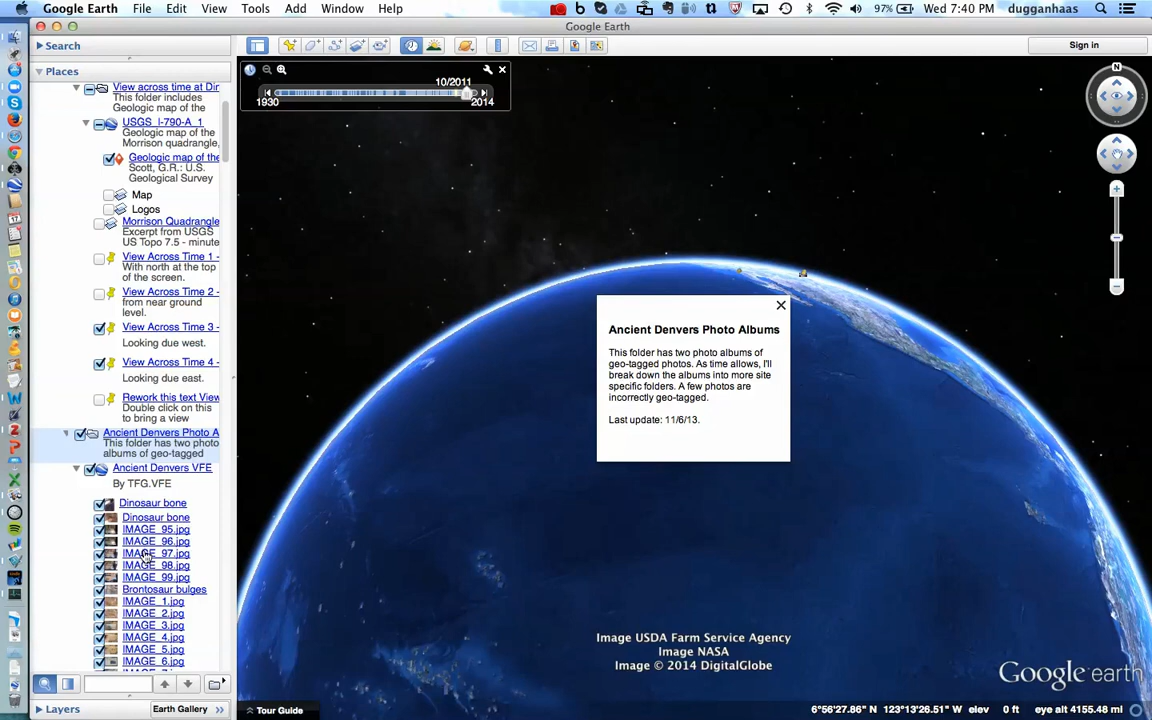 Google Earth File Edit View Tools Add Window Help
97% Wed 7:40 PM dugganhaas
Google Earth
Search
Sign in
Places
View across time at Din
This folder includes
Geologic map of the
USGS_I-790-A_1
Geologic map of the
Morrison quadrangle,
Geologic map of the
Scott, G.R.: U.S.
Geological Survey
Map
Logos
Morrison Quadrangle
Excerpt from USGS
US Topo 7.5 - minute
View Across Time 1 -
With north at the top
of the screen.
View Across Time 2 -
from near ground
level.
View Across Time 3 -
Looking due west.
View Across Time 4 -
Looking due east.
Rework this text View
Double click on this
to bring a view
Ancient Denvers Photo A
This folder has two photo
albums of geo-tagged
Ancient Denvers VFE
By TFG.VFE
Dinosaur bone
Dinosaur bone
IMAGE_95.jpg
IMAGE_96.jpg
IMAGE_97.jpg
IMAGE_98.jpg
IMAGE_99.jpg
Brontosaur bulges
IMAGE_1.jpg
IMAGE_2.jpg
IMAGE_3.jpg
IMAGE_4.jpg
IMAGE_5.jpg
IMAGE_6.jpg
Layers
Earth Gallery >>
10/2011
1930
2014
N
Ancient Denvers Photo Albums
This folder has two photo albums of
geo-tagged photos. As time allows, I'll
break down the albums into more site
specific folders. A few photos are
incorrectly geo-tagged.
Last update: 11/6/13.
Image USDA Farm Service Agency
Image NASA
Image © 2014 DigitalGlobe
Google earth
Tour Guide
6°56'27.86" N 123°13'26.51" W elev 0 ft eye alt 4155.48 mi